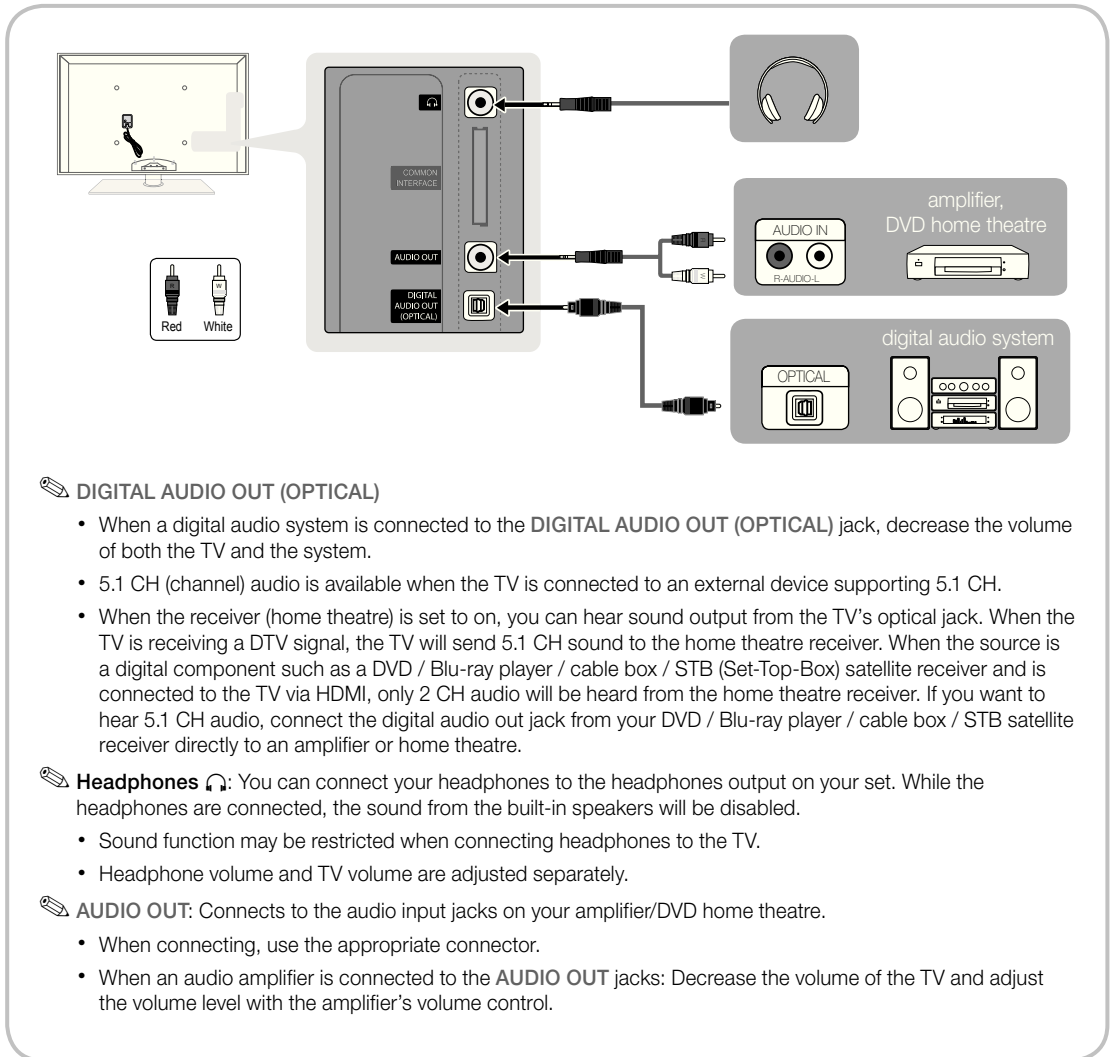 COMMON
INTERFACE
AUDIO OUT
DIGITAL
AUDIO OUT
(OPTICAL)
R
W
Red
White
R
W
AUDIO IN
R-AUDIO-L
amplifier,
DVD home theatre
digital audio system
OPTICAL
DIGITAL AUDIO OUT (OPTICAL)
• When a digital audio system is connected to the DIGITAL AUDIO OUT (OPTICAL) jack, decrease the volume
of both the TV and the system.
• 5.1 CH (channel) audio is available when the TV is connected to an external device supporting 5.1 CH.
• When the receiver (home theatre) is set to on, you can hear sound output from the TV's optical jack. When the
TV is receiving a DTV signal, the TV will send 5.1 CH sound to the home theatre receiver. When the source is
a digital component such as a DVD / Blu-ray player / cable box / STB (Set-Top-Box) satellite receiver and is
connected to the TV via HDMI, only 2 CH audio will be heard from the home theatre receiver. If you want to
hear 5.1 CH audio, connect the digital audio out jack from your DVD / Blu-ray player / cable box / STB satellite
receiver directly to an amplifier or home theatre.
Headphones : You can connect your headphones to the headphones output on your set. While the
headphones are connected, the sound from the built-in speakers will be disabled.
• Sound function may be restricted when connecting headphones to the TV.
• Headphone volume and TV volume are adjusted separately.
AUDIO OUT: Connects to the audio input jacks on your amplifier/DVD home theatre.
• When connecting, use the appropriate connector.
• When an audio amplifier is connected to the AUDIO OUT jacks: Decrease the volume of the TV and adjust
the volume level with the amplifier's volume control.